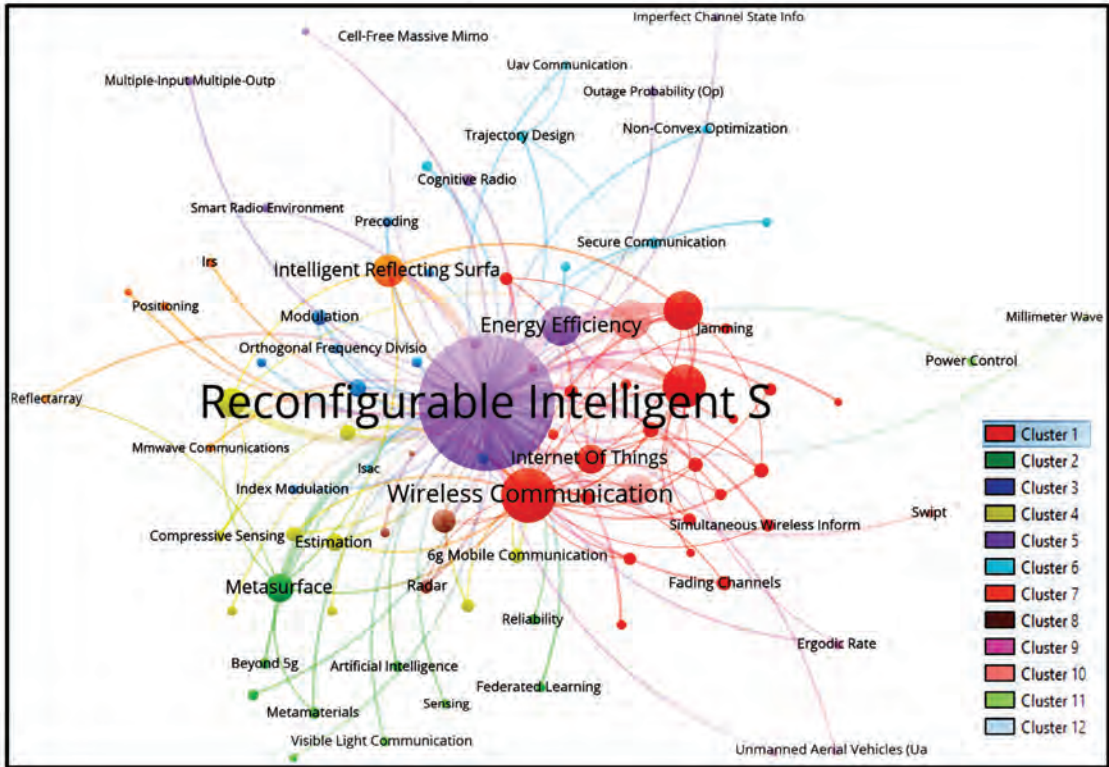 Imperfect Channel State Info
Cell-Free Massive Mimo
Uav Communication
Multiple-Input Multiple-Outp
Outage Probability (Op)
Trajectory Design
Non-Convex Optimization
Cognitive Radio
Smart Radio Environment
Precoding
Secure Communication
Irs
Intelligent Reflecting Surfa
Positioning
Modulation
Energy Efficiency
Jamming
Millimeter Wave
Orthogonal Frequency Divisio
Power Control
Reflectarray
Reconfigurable Intelligent S
Mmwave Communications
Isac
Internet Of Things
Index Modulation
Wireless Communication
Swipt
Simultaneous Wireless Inform
Compressive Sensing
Estimation
6g Mobile Communication
Metasurface
Radar
Fading Channels
Reliability
Ergodic Rate
Beyond 5g
Artificial Intelligence
Federated Learning
Sensing
Metamaterials
Visible Light Communication
Unmanned Aerial Vehicles (Ua
Cluster 1
Cluster 2
Cluster 3
Cluster 4
Cluster 5
Cluster 6
Cluster 7
Cluster 8
Cluster 9
Cluster 10
Cluster 11
Cluster 12